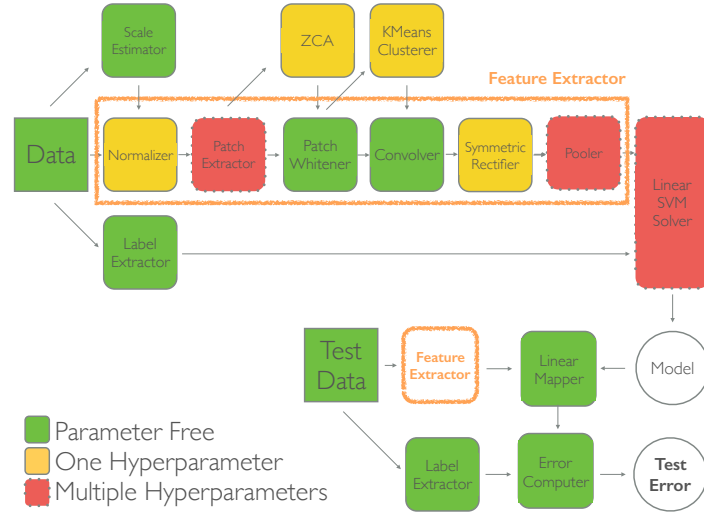 Scale
Estimator
ZCA
KMeans
Clusterer
Feature Extractor
Data
Normalizer
Patch
Extractor
Patch
Whitener
Convolver
Symmetric
Rectifier
Pooler
Linear
SVM
Solver
Label
Extractor
Test
Data
Feature
Extractor
Linear
Mapper
Model
Parameter Free
One Hyperparameter
Multiple Hyperparameters
Label
Extractor
Error
Computer
Test
Error